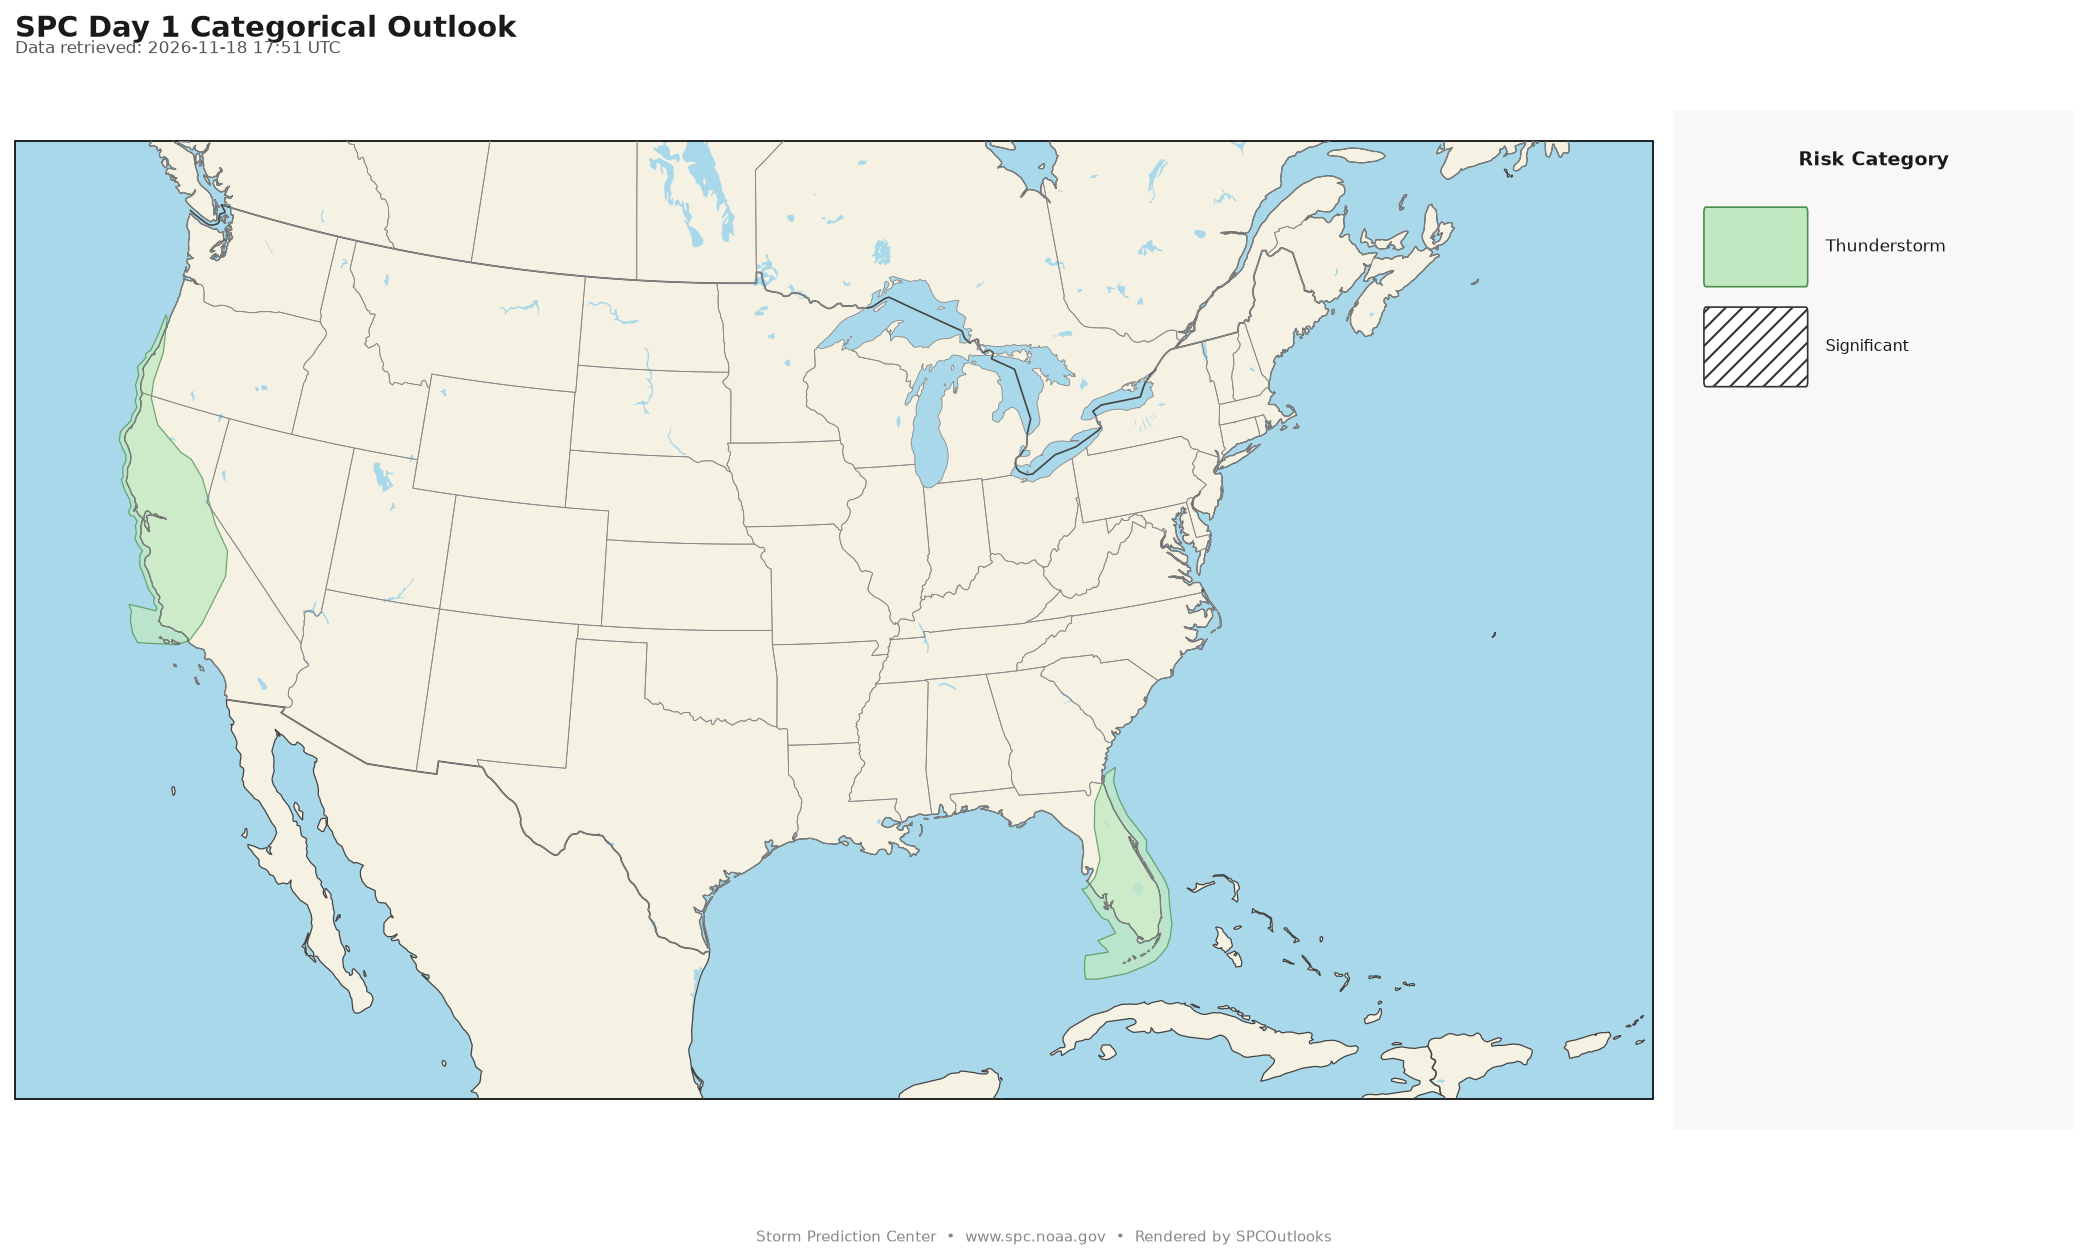 SPC Day 1 Categorical Outlook
Data retrieved: 2026-11-18 17:51 UTC
Risk Category
Thunderstorm
Significant
Storm Prediction Center • www.spc.noaa.gov • Rendered by SPCOutlooks